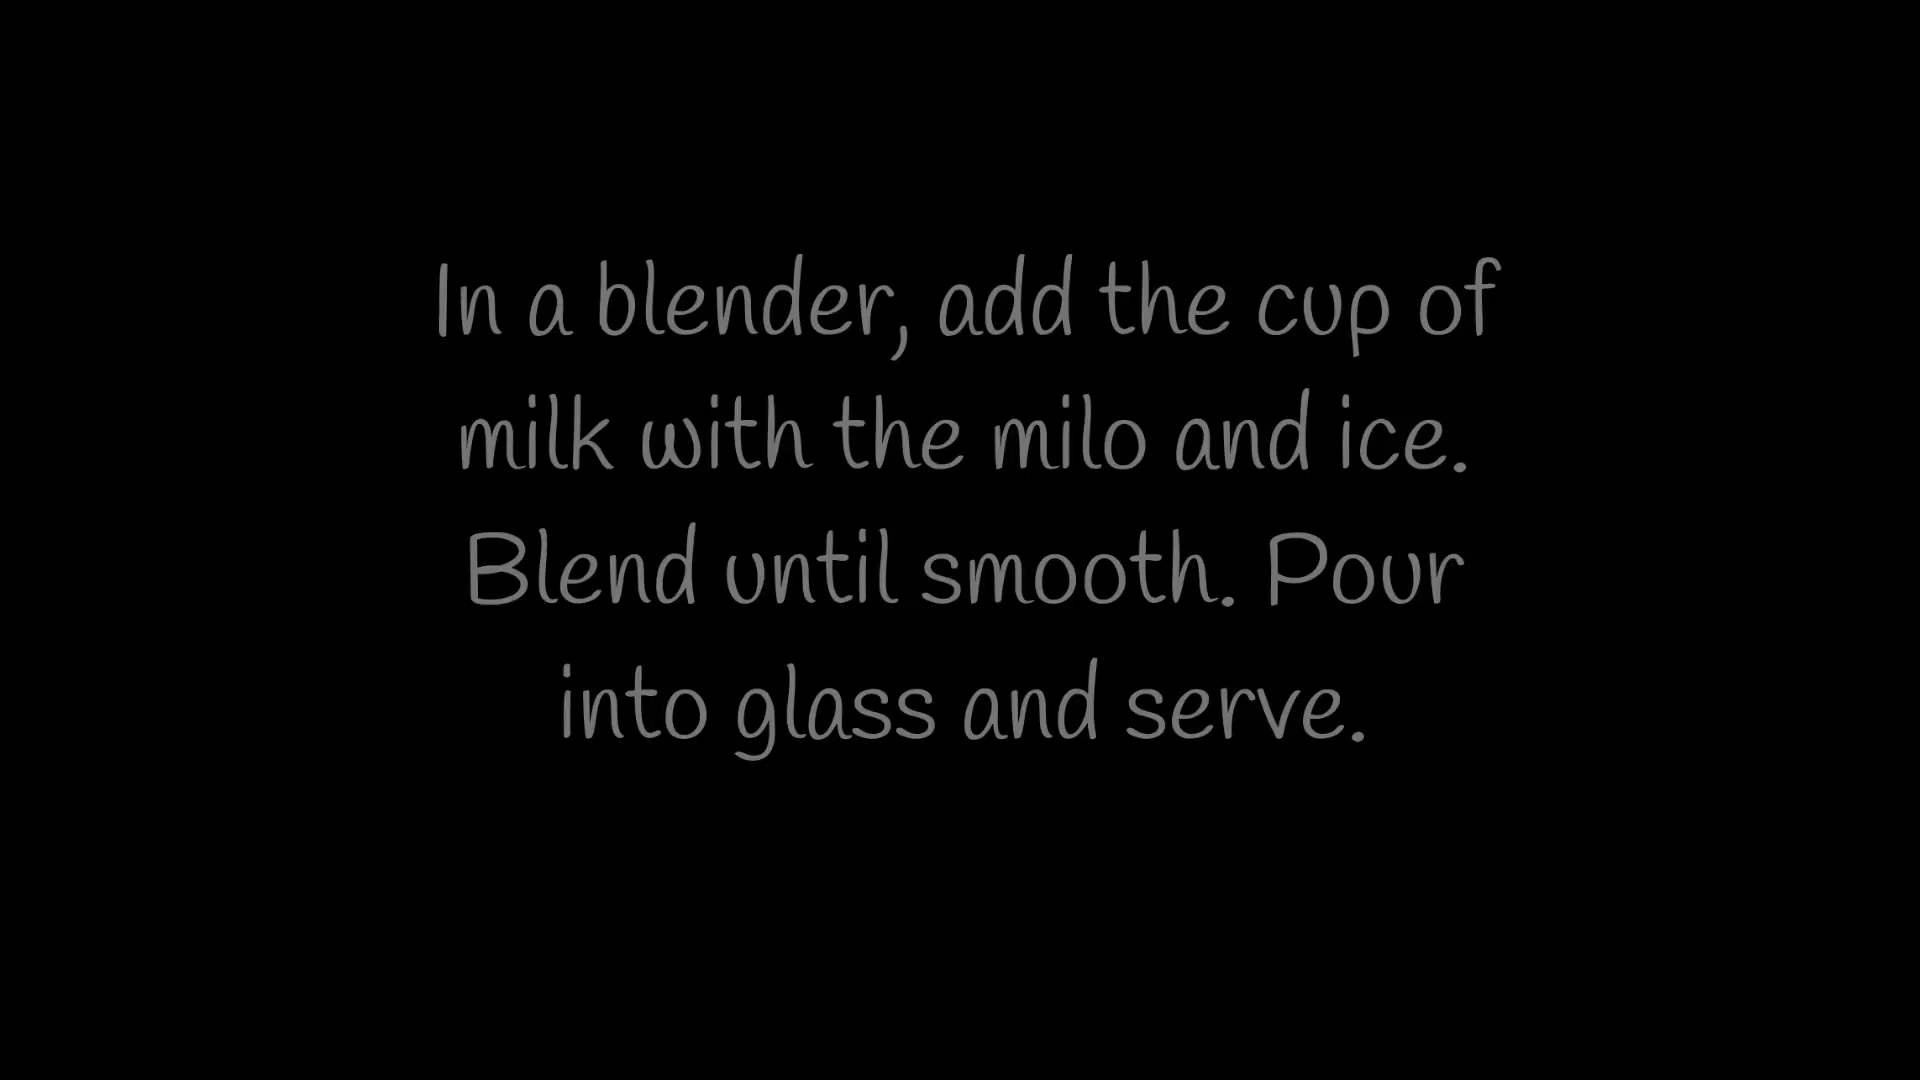 In a blender, add the cup of
milk with the milo and ice.
Blend until smooth. Pour
into glass and serve.